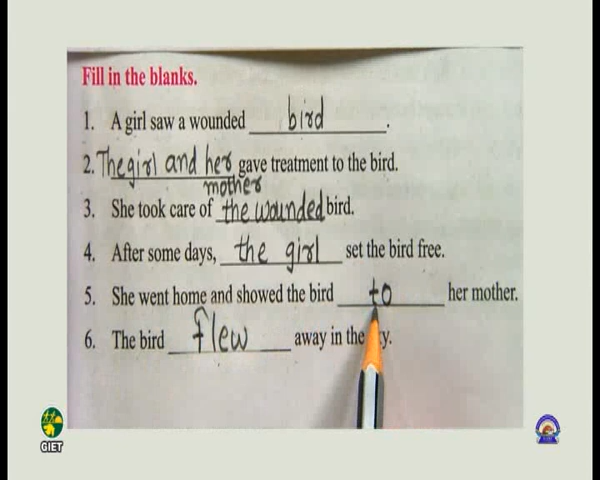 Fill in the blanks.
1. A girl saw a wounded bird.
2. The girl and her mother gave treatment to the bird.
3. She took care of the wounded bird.
4. After some days, the girl set the bird free.
5. She went home and showed the bird to her mother.
6. The bird flew away in the
GIET